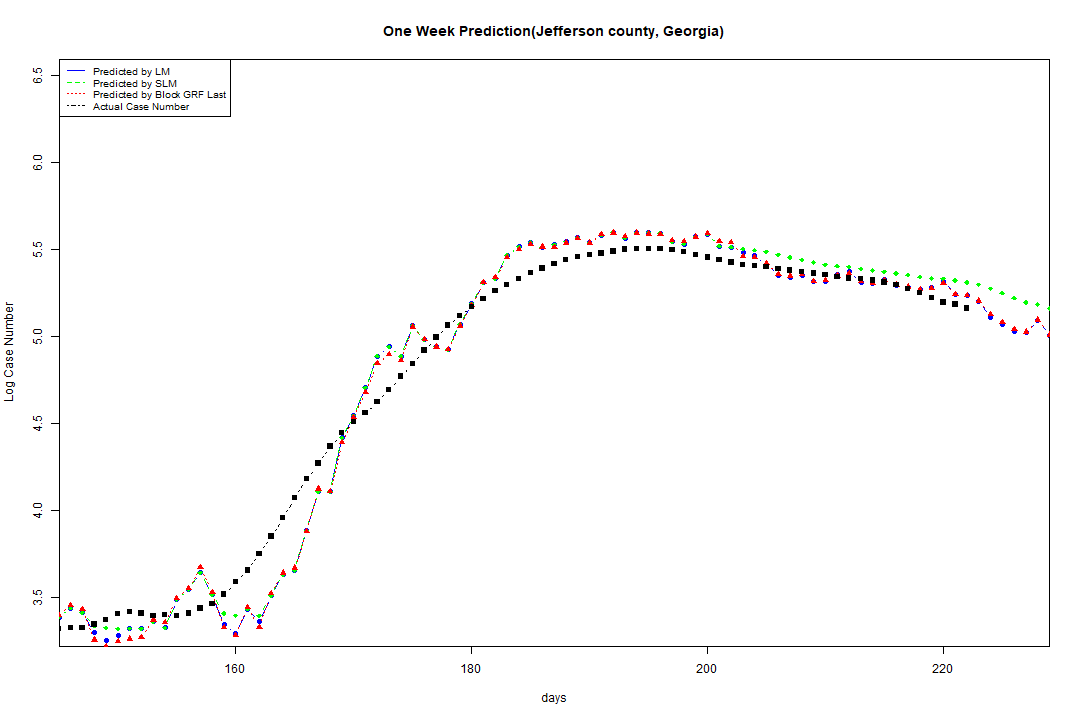 One Week Prediction(Jefferson county, Georgia)
Predicted by LM
Predicted by SLM
Predicted by Block GRF Last
Actual Case Number
6.5
6.0
5.5
5.0
4.5
4.0
3.5
Log Case Number
160 180 200 220
days